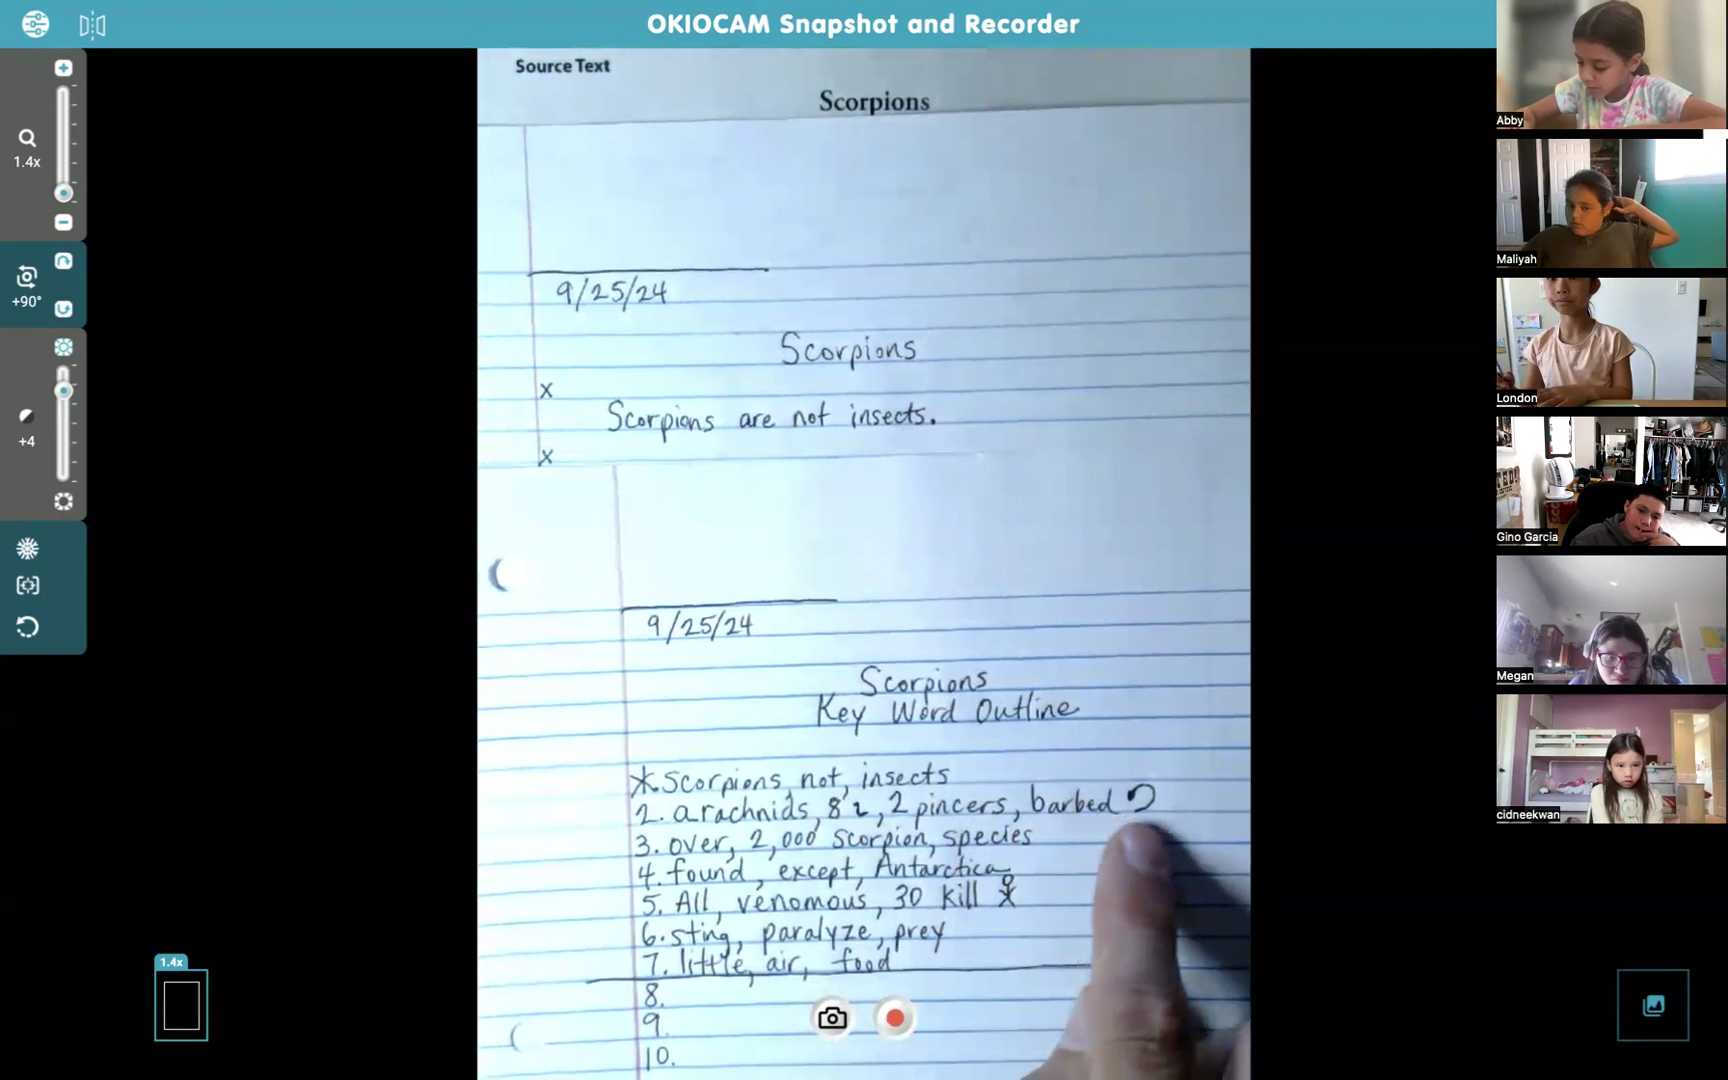 OKIOCAM Snapshot and Recorder
1.4x
+90°
+4
1.4x
Source Text
Scorpions
9/25/24
Scorpions
x
Scorpions are not insects.
x
9/25/24
Scorpions
Key Word Outline
*. scorpions, not, insects
2. arachnids, 8, 2 pincers, barbed
3. over, 2,000 scorpion, species
4. found, except, Antarctica
5. All, venomous, 30 kill
6. sting, paralyze, prey
7. little, air, food
8.
9.
10.
Abby
Maliyah
London
Gino Garcia
Megan
cidneekwan